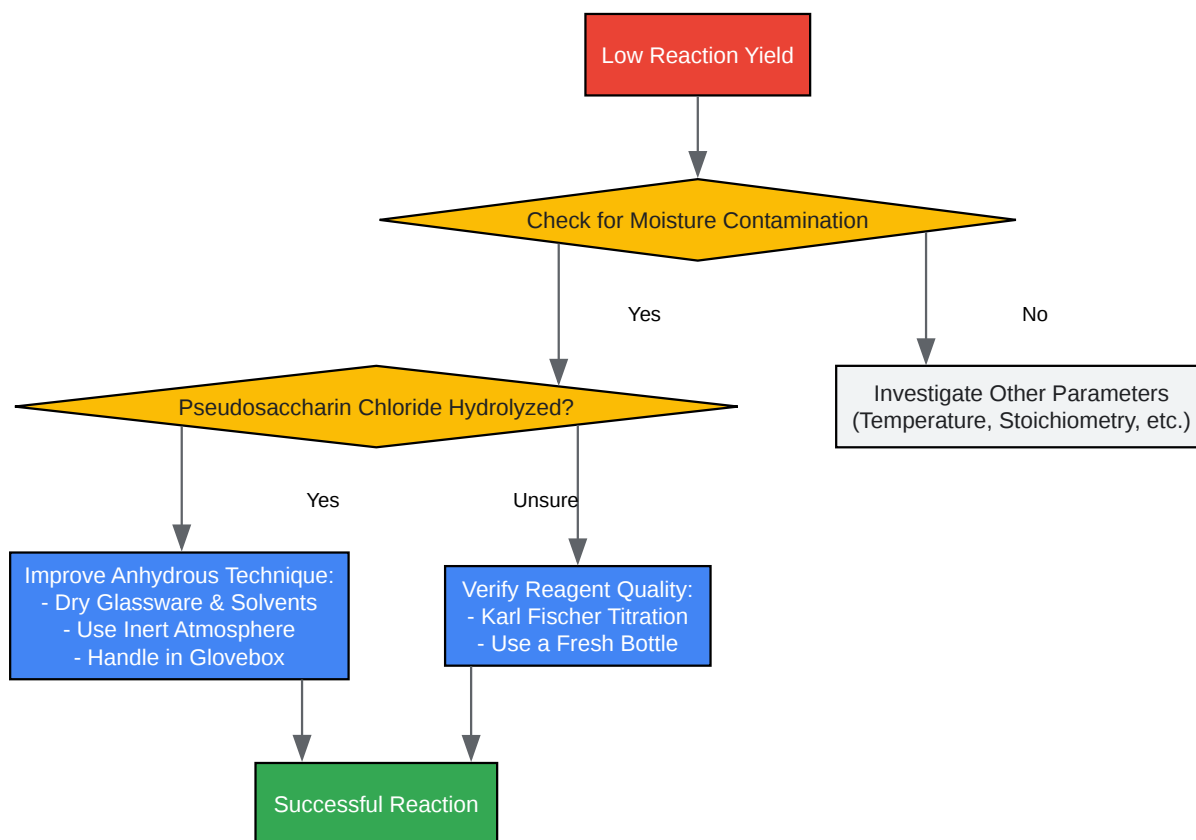 Low Reaction Yield
Check for Moisture Contamination
Yes
No
Pseudosaccharin Chloride Hydrolyzed?
Investigate Other Parameters
(Temperature, Stoichiometry, etc.)
Yes
Unsure
Improve Anhydrous Technique:
- Dry Glassware & Solvents
- Use Inert Atmosphere
- Handle in Glovebox
Verify Reagent Quality:
- Karl Fischer Titration
- Use a Fresh Bottle
Successful Reaction